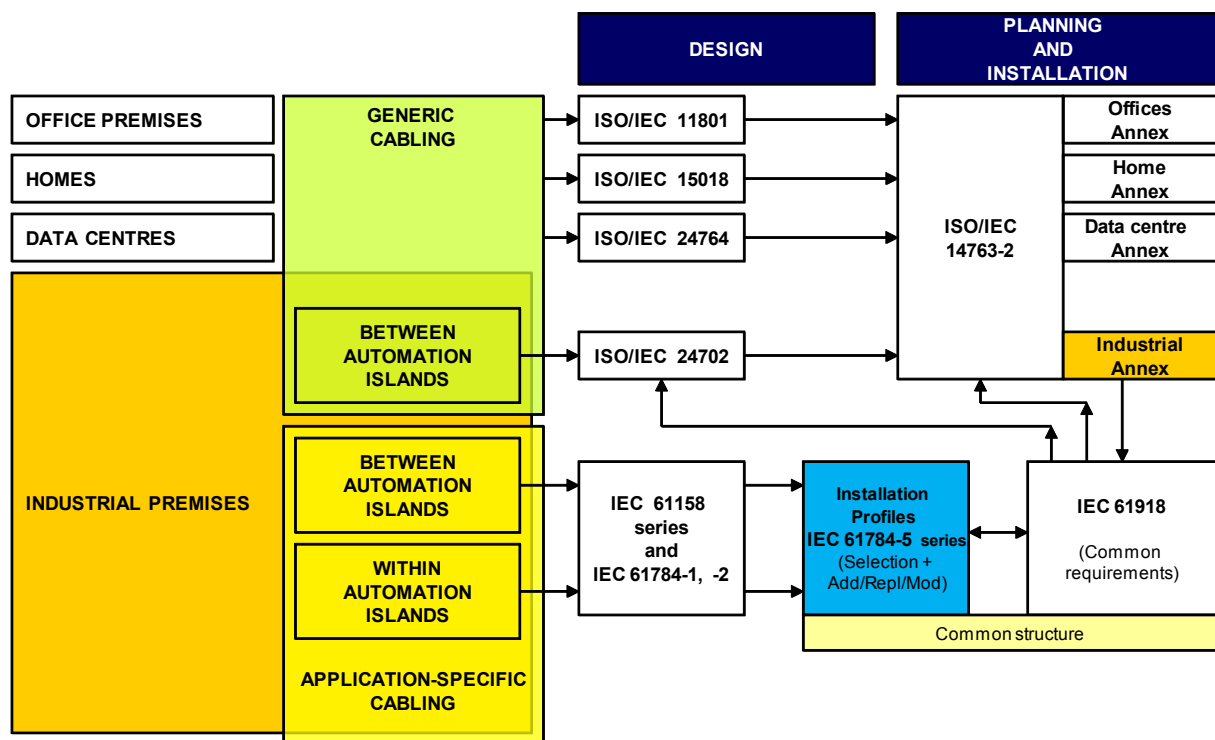 DESIGN
PLANNING
AND
INSTALLATION
OFFICE PREMISES
GENERIC
CABLING
ISO/IEC 11801
Offices
Annex
HOMES
ISO/IEC 15018
Home
Annex
DATA CENTRES
ISO/IEC 24764
ISO/IEC
14763-2
Data centre
Annex
BETWEEN
AUTOMATION
ISLANDS
ISO/IEC 24702
Industrial
Annex
INDUSTRIAL PREMISES
BETWEEN
AUTOMATION
ISLANDS
WITHIN
AUTOMATION
ISLANDS
APPLICATION-SPECIFIC
CABLING
IEC 61158
series
and
IEC 61784-1, -2
Installation
Profiles
IEC 61784-5 series
(Selection +
Add/Repl/Mod)
IEC 61918
(Common
requirements)
Common structure